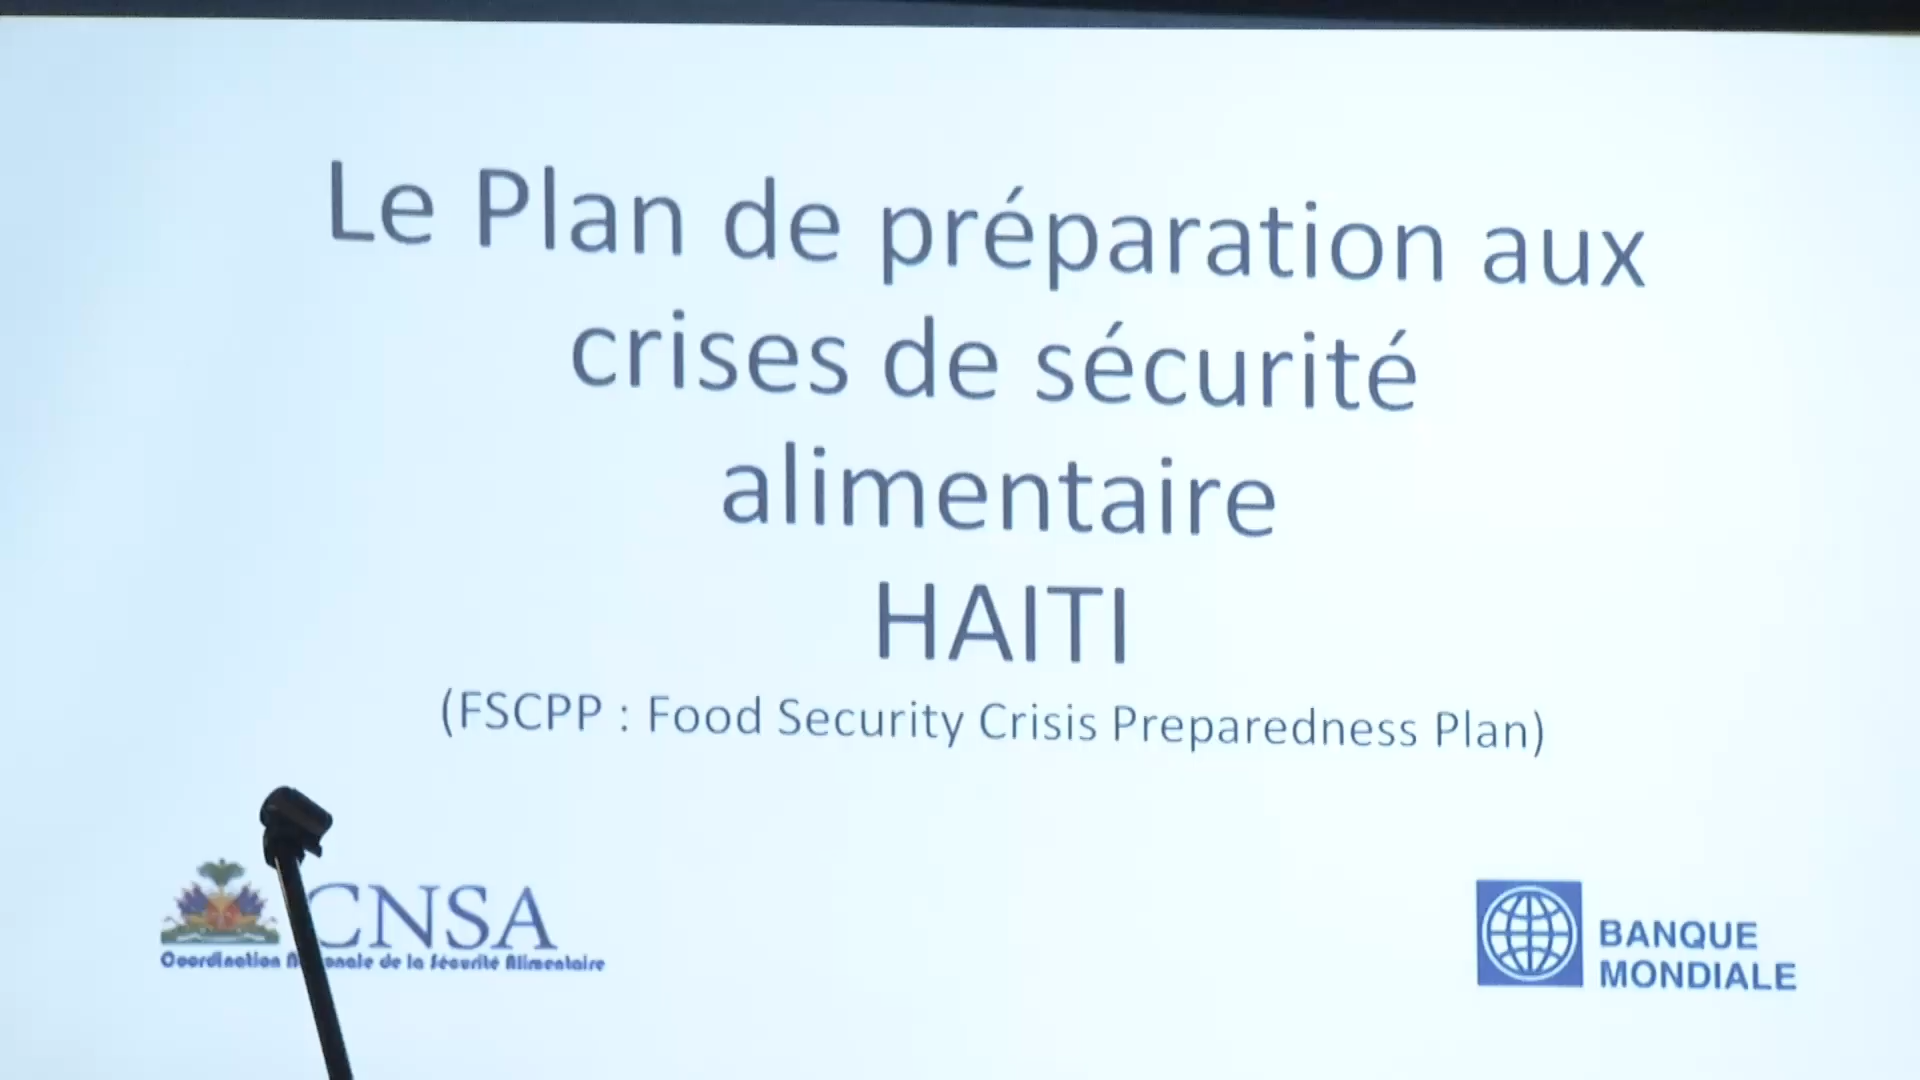 Le Plan de préparation aux
crises de sécurité
alimentaire
HAITI
(FSCPP : Food Security Crisis Preparedness Plan)
CNSA
Coordination de la Sécurité Alimentaire
BANQUE
MONDIALE